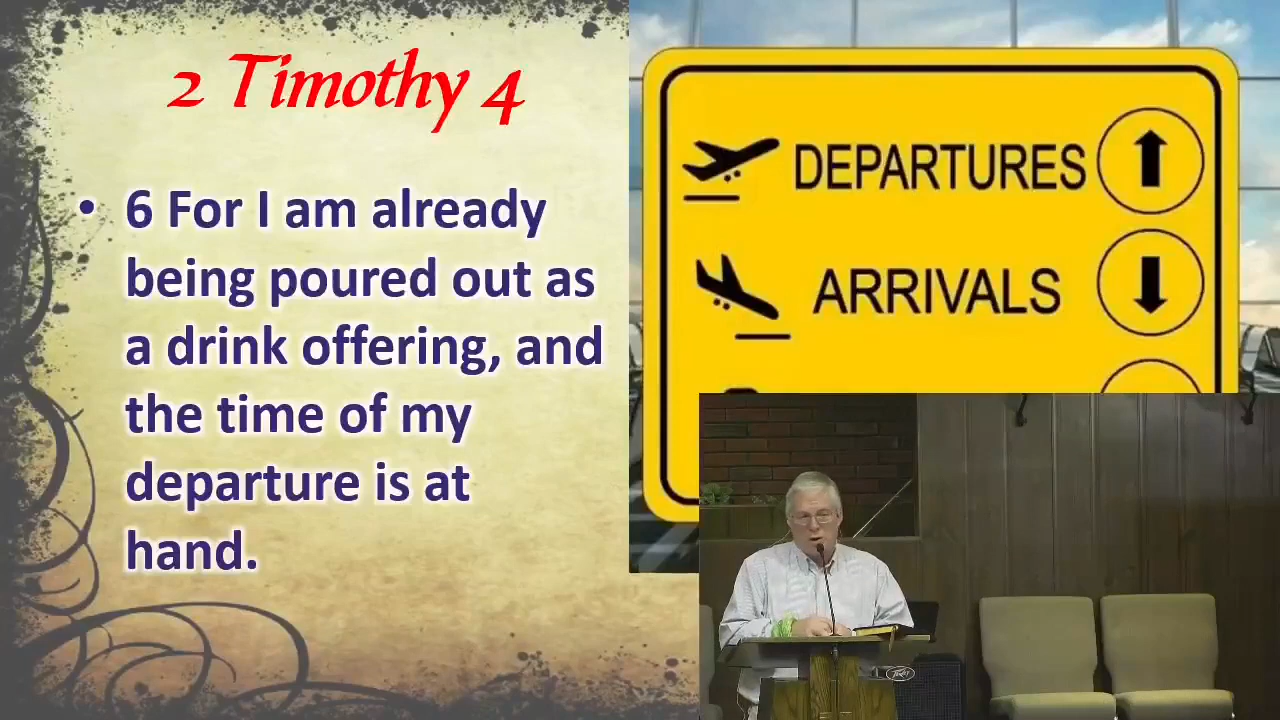 2 Timothy 4
• 6 For I am already
being poured out as
a drink offering, and
the time of my
departure is at
hand.
DEPARTURES
ARRIVALS
Peavey